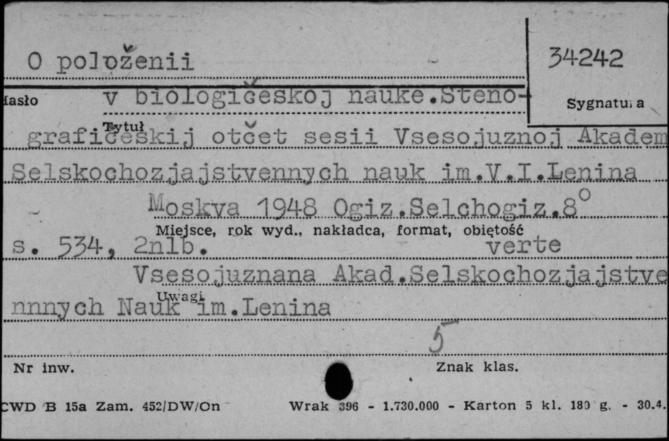 O položenii
34242
Hasło
v biologičeskoj nauke.Steno-
Sygnatura
Tytuł
grafičeskij otčet sesii Vsesojuznoj Akadem
Selskochozjajstvennych nauk im.V.I.Lenina
Moskva 1948 Ogiz.Selchogiz.8°
Miejsce, rok wyd., nakładca, format, objętość
s. 534, 2nlb. verte
Vsesojuznana Akad.Selskochozjajstve
Uwagi
nnnych Nauk im.Lenina
5
Nr inw. Znak klas.
CWD B 15a Zam. 452/DW/On Wrak 396 - 1.730.000 - Karton 5 kl. 180 g. - 30.4.